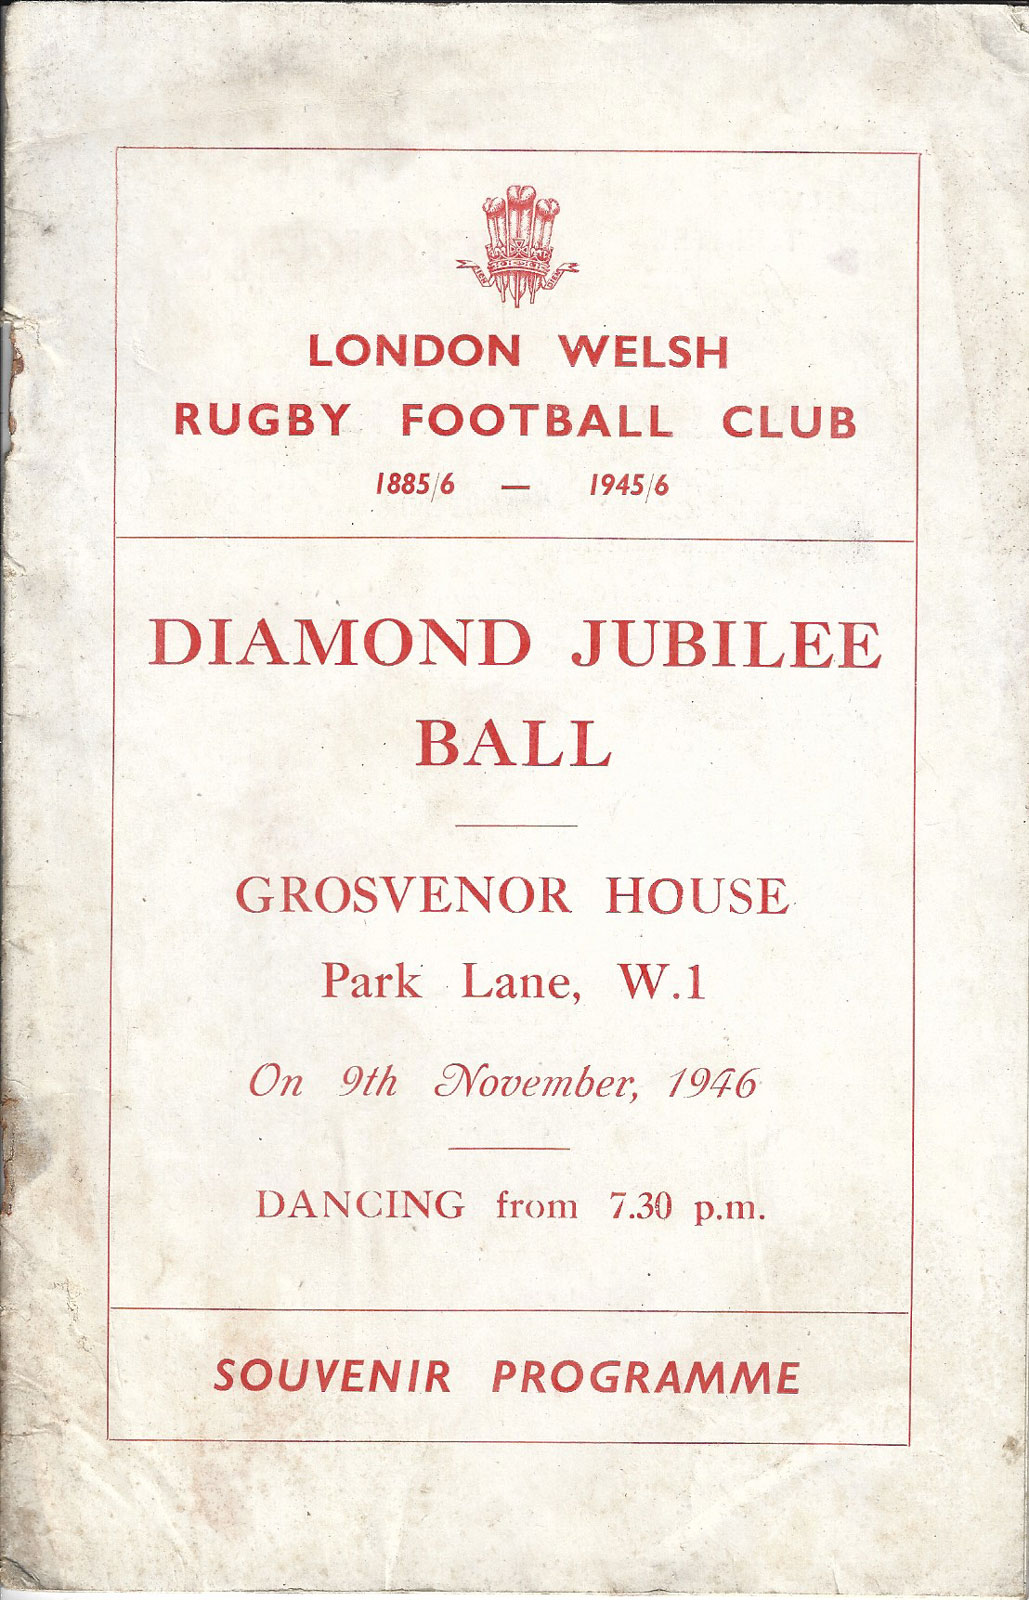 LONDON WELSH
RUGBY FOOTBALL CLUB
1885/6 — 1945/6
DIAMOND JUBILEE
BALL
GROSVENOR HOUSE
Park Lane, W.1
On 9th November, 1946
DANCING from 7.30 p.m.
SOUVENIR PROGRAMME